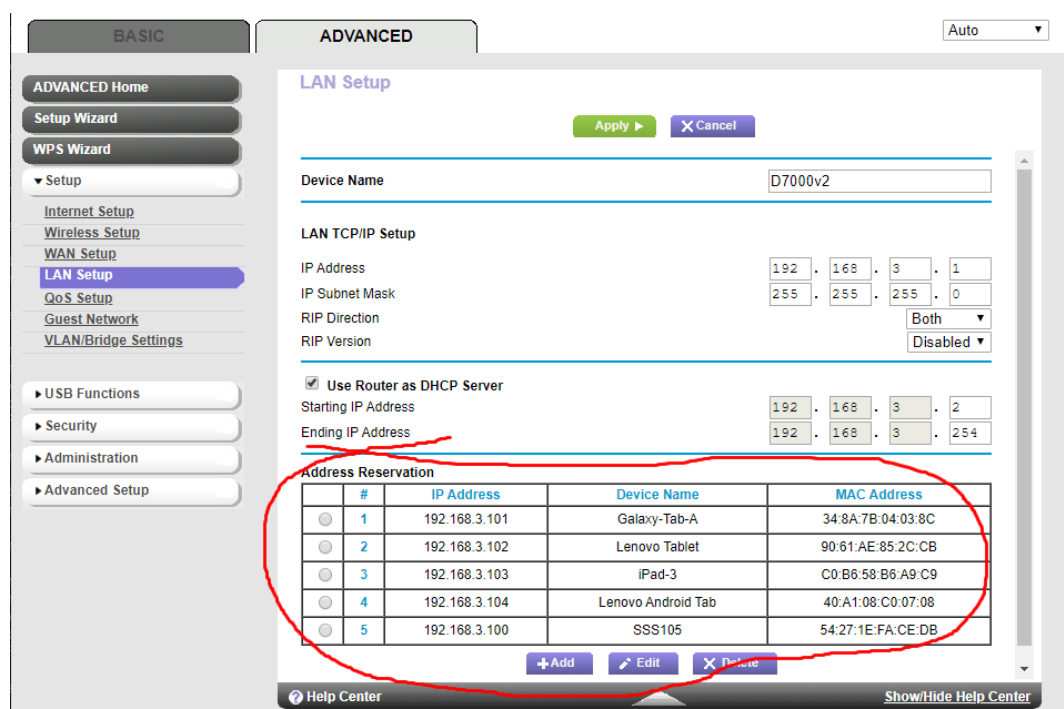 BASIC
ADVANCED
Auto
ADVANCED Home
Setup Wizard
WPS Wizard
Setup
Internet Setup
Wireless Setup
WAN Setup
LAN Setup
QoS Setup
Guest Network
VLAN/Bridge Settings
USB Functions
Security
Administration
Advanced Setup
LAN Setup
Apply
Cancel
Device Name D7000v2
LAN TCP/IP Setup
IP Address 192 . 168 . 3 . 1
IP Subnet Mask 255 . 255 . 255 . 0
RIP Direction Both
RIP Version Disabled
Use Router as DHCP Server
Starting IP Address 192 . 168 . 3 . 2
Ending IP Address 192 . 168 . 3 . 254
Address Reservation
# IP Address Device Name MAC Address
1 192.168.3.101 Galaxy-Tab-A 34:8A:7B:04:03:8C
2 192.168.3.102 Lenovo Tablet 90:61:AE:85:2C:CB
3 192.168.3.103 iPad-3 C0:B6:58:B6:A9:C9
4 192.168.3.104 Lenovo Android Tab 40:A1:08:C0:07:08
5 192.168.3.100 SSS105 54:27:1E:FA:CE:DB
+Add Edit X Delete
Help Center Show/Hide Help Center